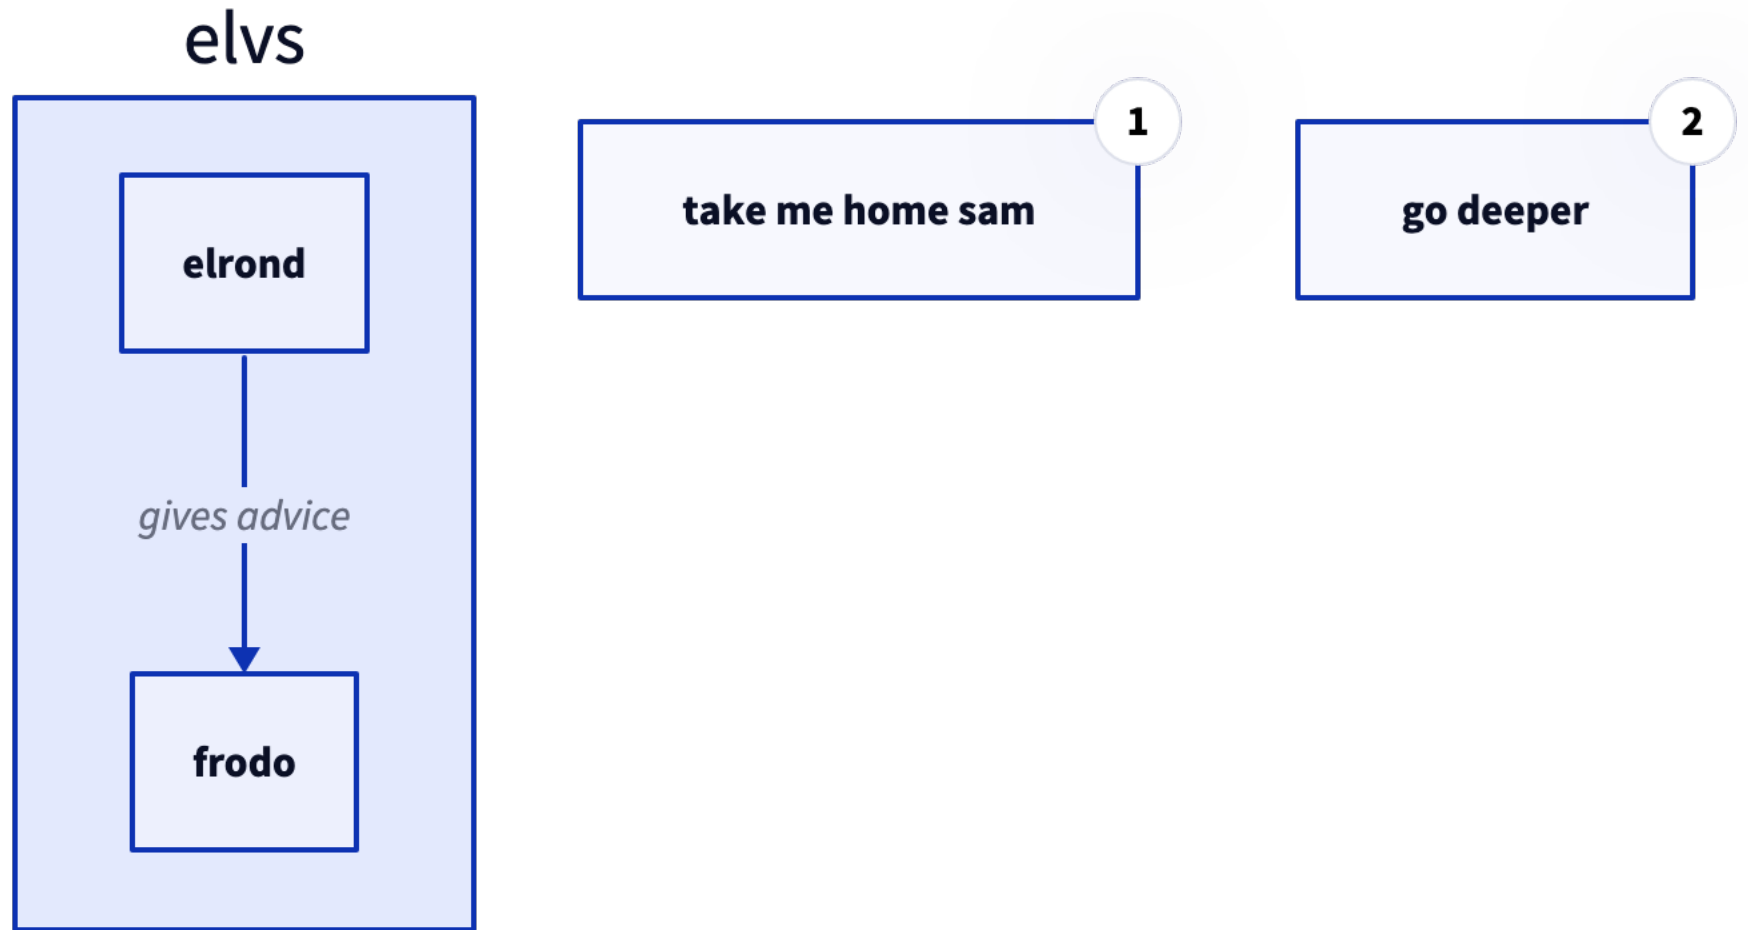 elvs
elrond
gives advice
frodo
1
take me home sam
2
go deeper